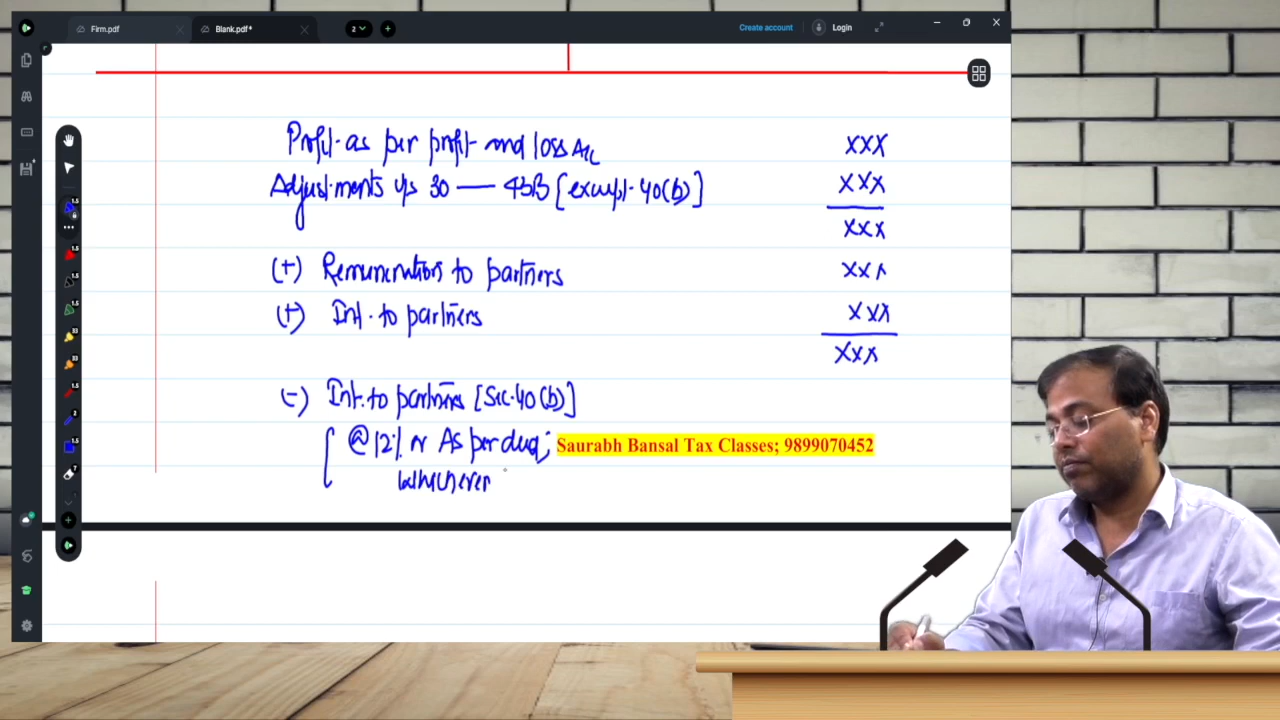 Firm.pdf
Blank.pdf*
2
Create account
Login
Profit as per profit and loss A/c XXX
Adjustments u/s 30 — 43B [except 40(b)] XXX
XXX
(+) Remuneration to partners XXX
(+) Int. to partners XXX
XXX
(-) Int. to partners [Sec. 40(b)]
@ 12% or As per deed;
Saurabh Bansal Tax Classes; 9899070452
whichever